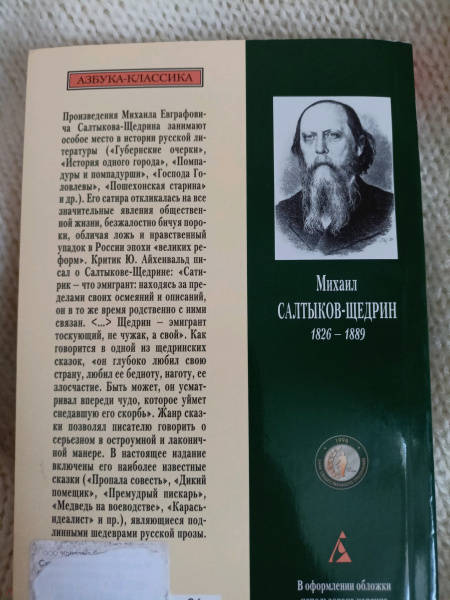 АЗБУКА-КЛАССИКА
Произведения Михаила Евграфови-
ча Салтыкова-Щедрина занимают
особое место в истории русской ли-
тературы («Губернские очерки»,
«История одного города», «Помпа-
дуры и помпадурши», «Господа Го-
ловлевы», «Пошехонская старина»
и др.). Его сатира откликалась на все
значительные явления обществен-
ной жизни, безжалостно бичуя поро-
ки, обличая ложь и нравственный
упадок в России эпохи «великих ре-
форм». Критик Ю. Айхенвальд пи-
сал о Салтыкове-Щедрине: «Сати-
рик – что эмигрант: находясь за пре-
делами своих осмеяний и описаний,
он в то же время родственно с ними
связан. <...> Щедрин – эмигрант
тоскующий, не чужак, а свой». Как
говорится в одной из щедринских
сказок, «он глубоко любил свою
страну, любил ее бедноту, наготу, ее
злосчастие. Быть может, он усмат-
ривал впереди чудо, которое уймет
снедавшую его скорбь». Жанр сказ-
ки позволял писателю говорить о
серьезном в остроумной и лаконич-
ной манере. В настоящее издание
включены его наиболее известные
сказки («Пропала совесть», «Дикий
помещик», «Премудрый пискарь»,
«Медведь на воеводстве», «Карась-
идеалист» и пр.), являющиеся под-
линными шедеврами русской прозы.
Михаил
САЛТЫКОВ-ЩЕДРИН
1826 – 1889
1998
В оформлении обложки